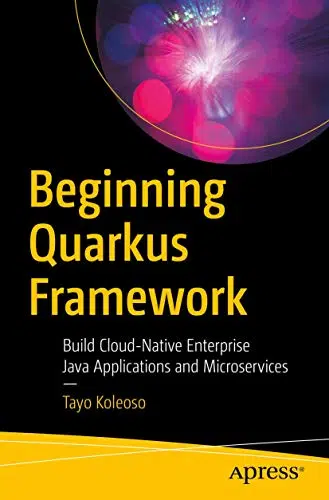 Beginning
Quarkus
Framework
Build Cloud-Native Enterprise
Java Applications and Microservices
—
Tayo Koleoso
Apress®